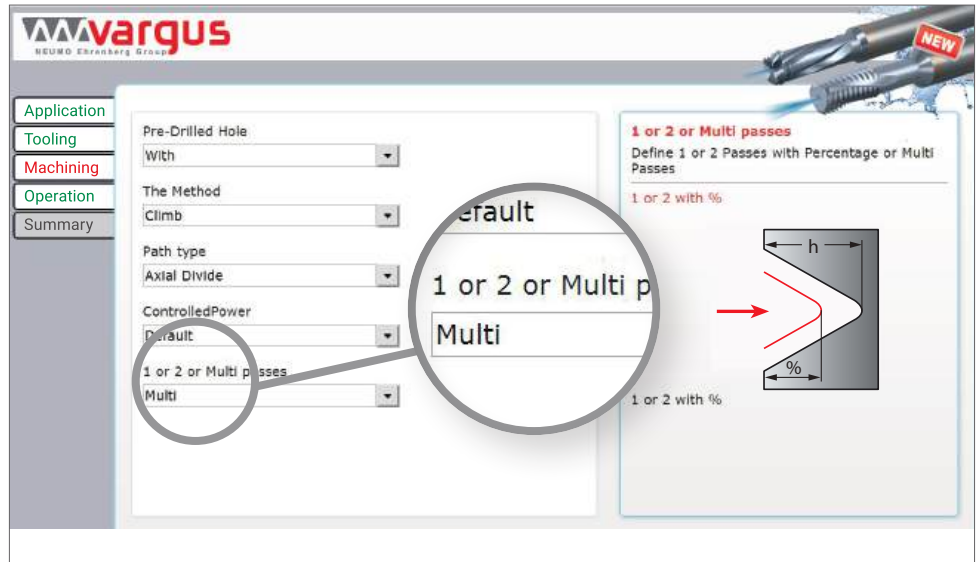 vargus
NEUMO Ehrenberg Group
NEW
Application
Tooling
Machining
Operation
Summary
Pre-Drilled Hole
With
The Method
Climb
Path type
Axial Divide
ControlledPower
Default
1 or 2 or Multi passes
Multi
efault
1 or 2 or Multi p
Multi
1 or 2 or Multi passes
Define 1 or 2 Passes with Percentage or Multi
Passes
1 or 2 with %
h
%
1 or 2 with %